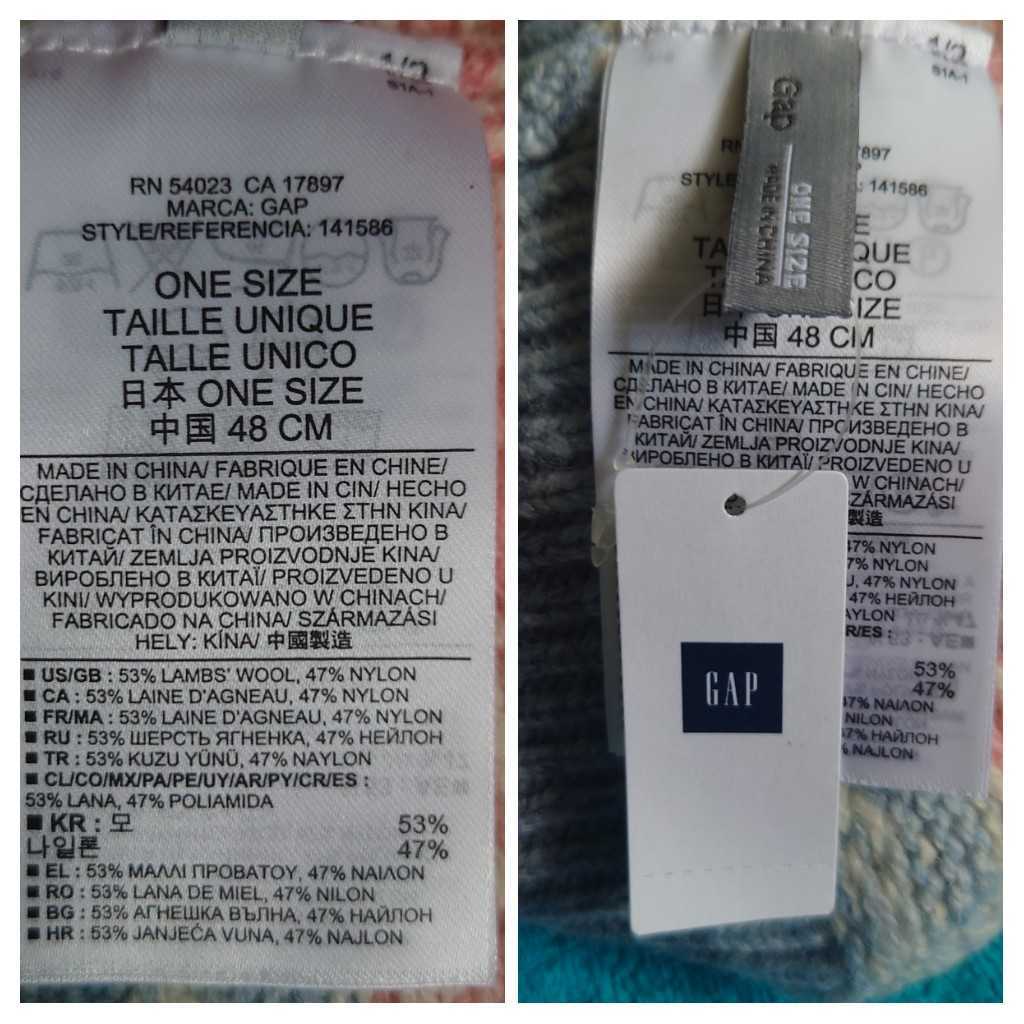 1/2
S1A-1
RN 54023 CA 17897
MARCA: GAP
STYLE/REFERENCIA: 141586
ONE SIZE
TAILLE UNIQUE
TALLE UNICO
日本 ONE SIZE
中国 48 CM
MADE IN CHINA/ FABRIQUE EN CHINE/
СДЕЛАНО В КИТАЕ/ MADE IN CIN/ HECHO
EN CHINA/ ΚΑΤΑΣΚΕΥΑΣΤΗΚΕ ΣΤΗΝ ΚΙΝΑ/
FABRICAT ÎN CHINA/ ПРОИЗВЕДЕНО В
КИТАЙ/ ZEMLJA PROIZVODNJE KINA/
ВИРОБЛЕНО В КИТАЇ/ PROIZVEDENO U
KINI/ WYPRODUKOWANO W CHINACH/
FABRICADO NA CHINA/ SZÁRMAZÁSI
HELY: KÍNA/ 中國製造
■ US/GB : 53% LAMBS' WOOL, 47% NYLON
■ CA : 53% LAINE D'AGNEAU, 47% NYLON
■ FR/MA : 53% LAINE D'AGNEAU, 47% NYLON
■ RU : 53% ШЕРСТЬ ЯГНЕНКА, 47% НЕЙЛОН
■ TR : 53% KUZU YÜNÜ, 47% NAYLON
■ CL/CO/MX/PA/PE/UY/AR/PY/CR/ES :
53% LANA, 47% POLIAMIDA
■ KR : 모 53%
나일론 47%
■ EL : 53% ΜΑΛΛΙ ΠΡΟΒΑΤΟΥ, 47% ΝΑΙΛΟΝ
■ RO : 53% LANA DE MIEL, 47% NILON
■ BG : 53% АГНЕШКА ВЪЛНА, 47% НАЙЛОН
■ HR : 53% JANJEĆA VUNA, 47% NAJLON
1/2
S1A-1
Gap
MADE IN CHINA
ONE SIZE
RN 7897
STYLE : 141586
E
TA QUE
CO
日 ONE SIZE
中国 48 CM
MADE IN CHINA/ FABRIQUE EN CHINE/
СДЕЛАНО В КИТАЕ/ MADE IN CIN/ HECHO
EN CHINA/ ΚΑΤΑΣΚΕΥΑΣΤΗΚΕ ΣΤΗΝ ΚΙΝΑ/
FABRICAT ÎN CHINA/ ПРОИЗВЕДЕНО В
КИТАЙ/ ZEMLJA PROIZVODNJE KINA/
ВИРОБЛЕНО В КИТАЇ/ PROIZVEDENO U
W CHINACH/
SZÁRMAZÁSI
製造
47% NYLON
7% NYLON
U, 47% NYLON
47% НЕЙЛОН
NAYLON
R/ES :
53%
47%
47% ΝΑΙΛΟΝ
NILON
47% НАЙЛОН
% NAJLON
GAP